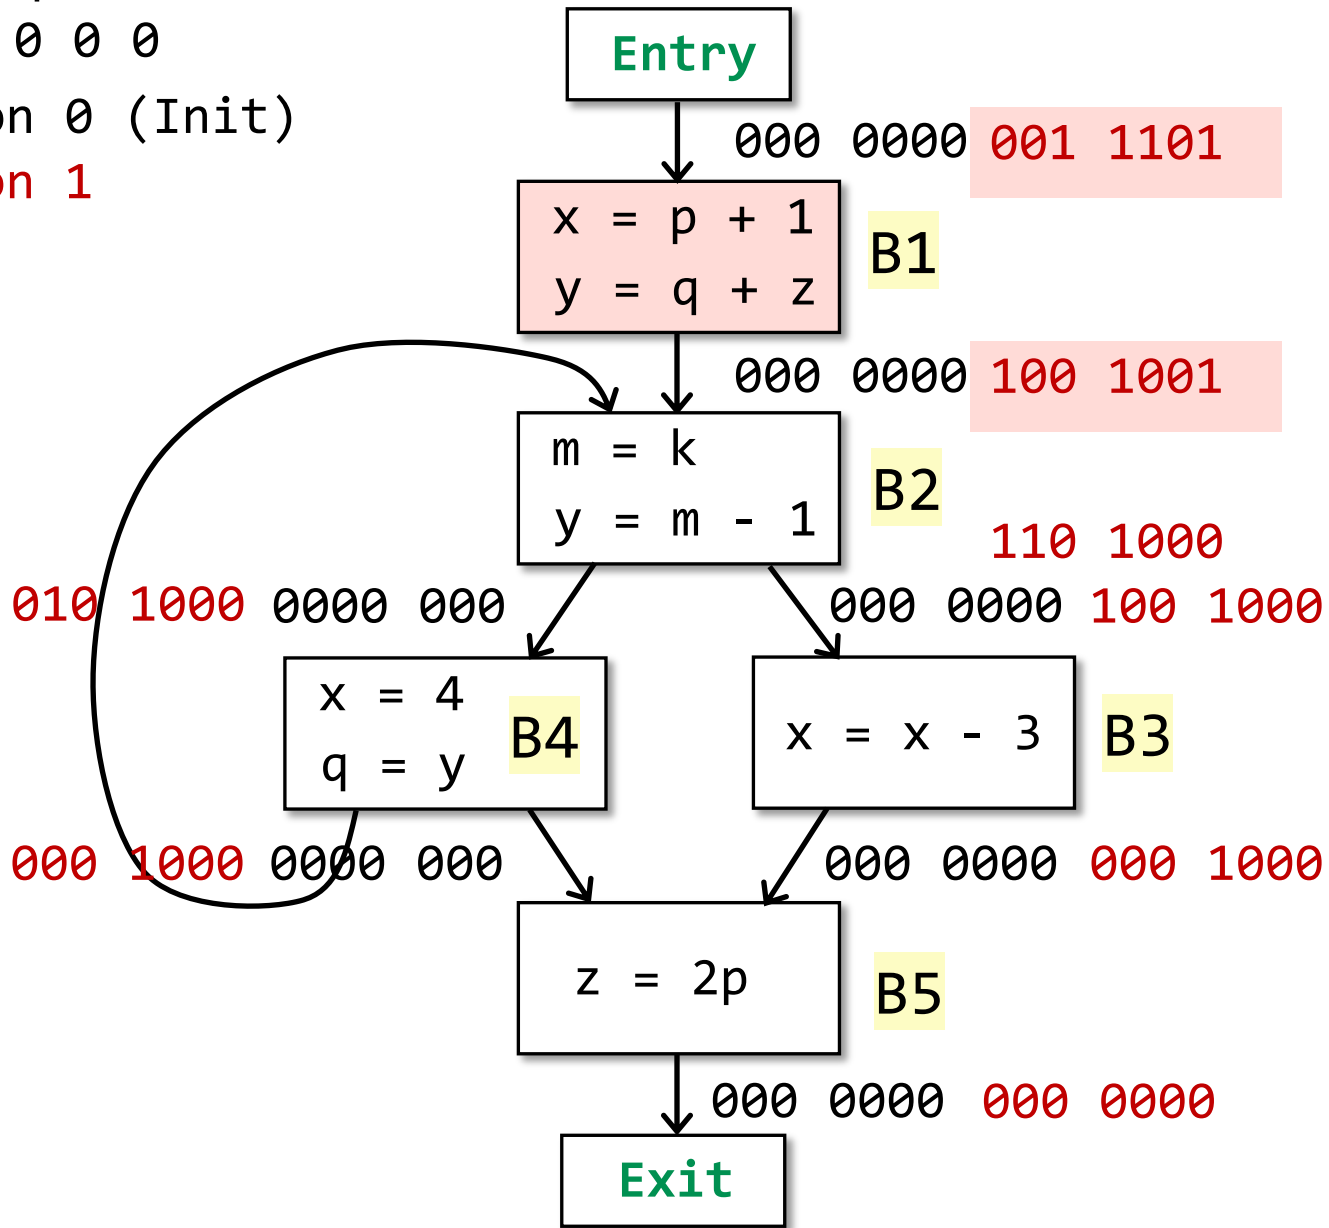 0 0 0
on 0 (Init)
on 1
Entry
000 0000 001 1101
x = p + 1
y = q + z
B1
000 0000 100 1001
m = k
y = m - 1
B2
110 1000
010 1000 0000 000
000 0000 100 1000
x = 4
q = y
B4
x = x - 3
B3
000 1000 0000 000
000 0000 000 1000
z = 2p
B5
000 0000 000 0000
Exit